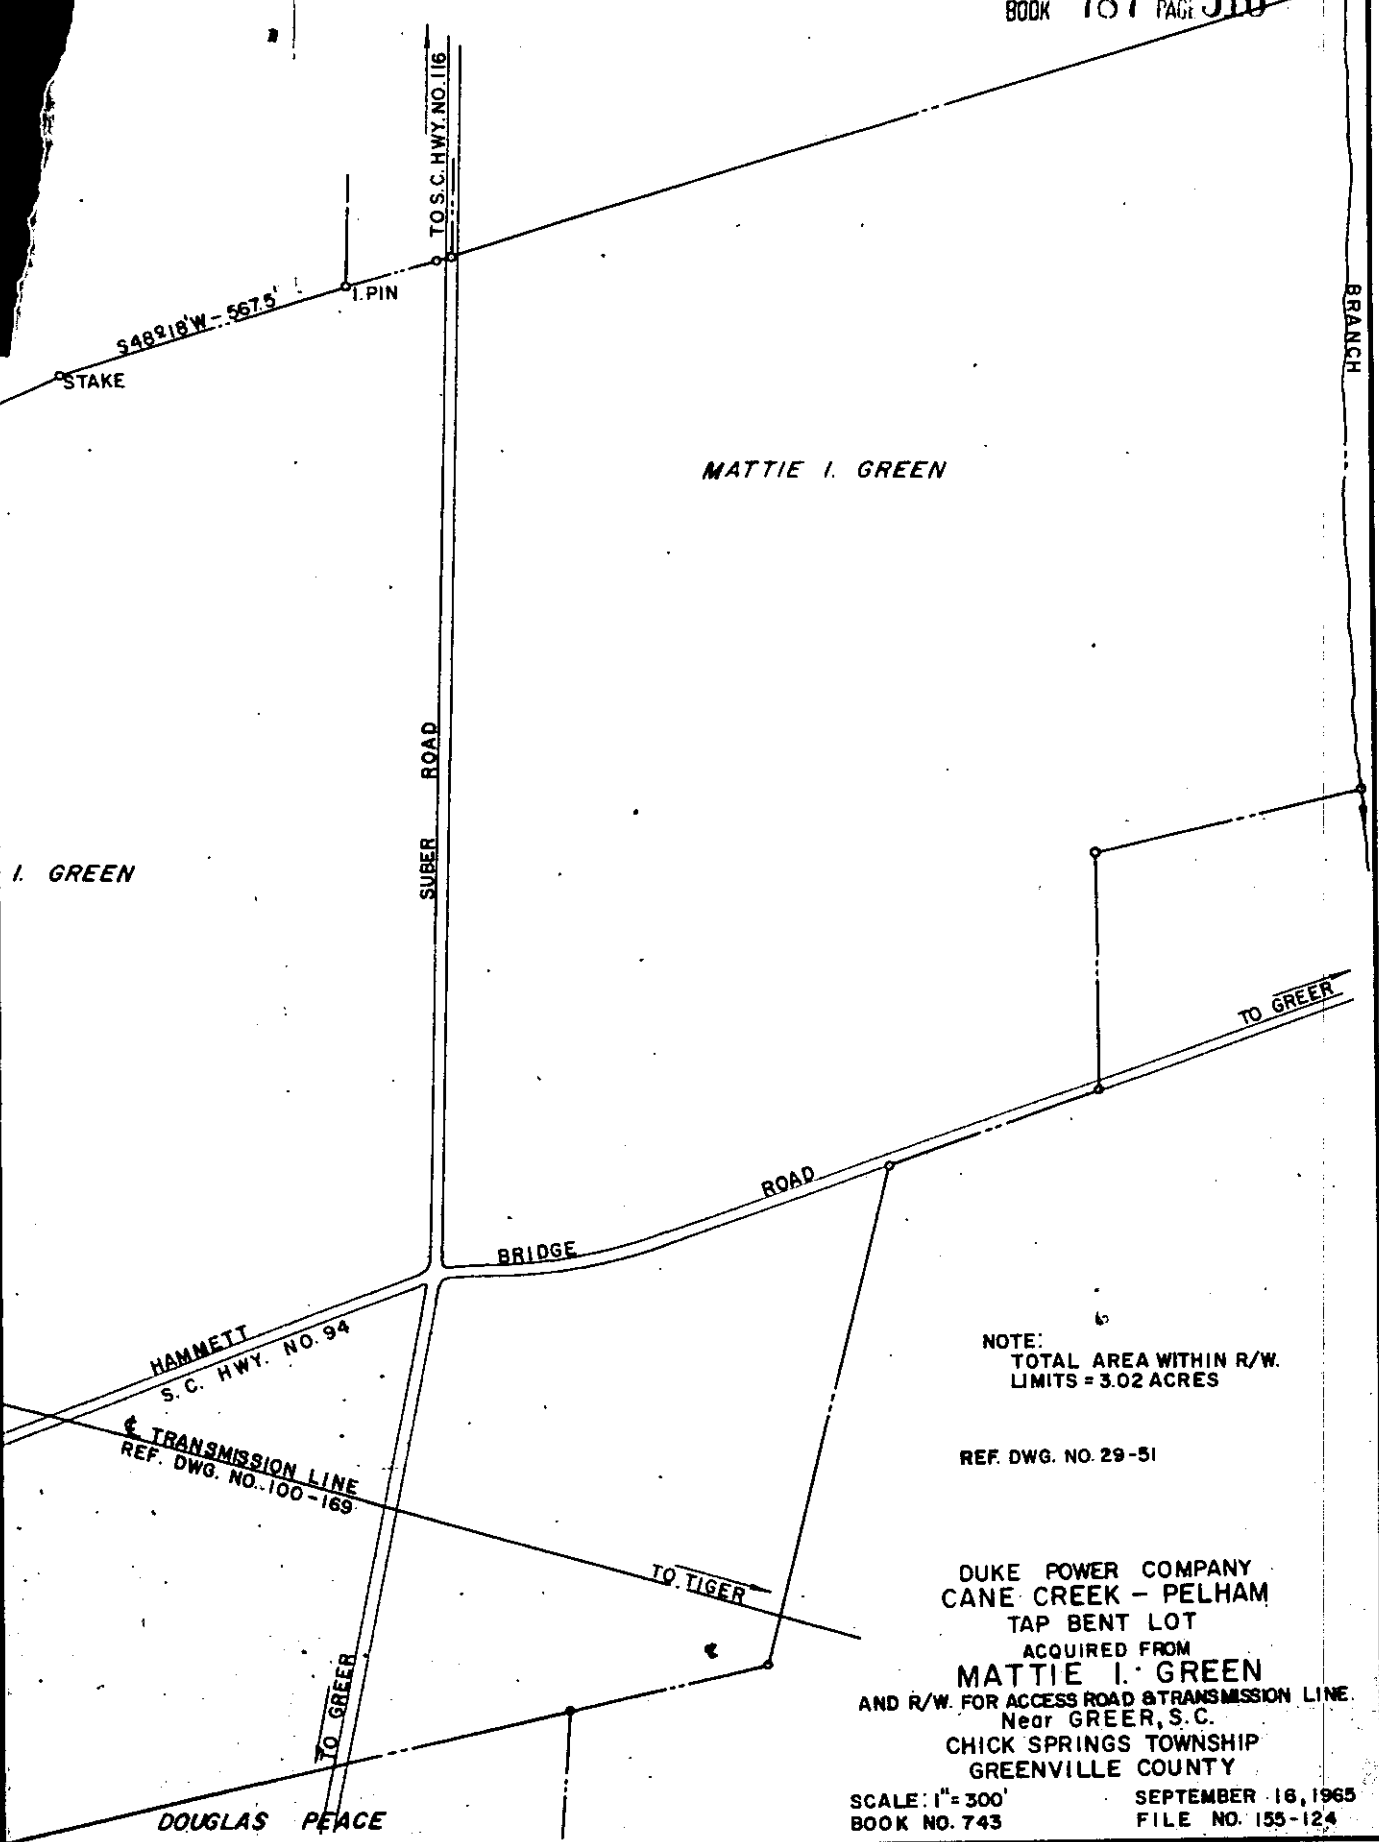 BOOK 787 PAGE
TO S.C. HWY. NO. 116
I. PIN
S48º18'W - 567.5'
STAKE
BRANCH
MATTIE I. GREEN
SUBER ROAD
I. GREEN
TO GREER
ROAD
BRIDGE
HAMMETT
S.C. HWY. NO. 94
℄ TRANSMISSION LINE
REF. DWG. NO. 100-169
TO TIGER
℄
TO GREER
DOUGLAS PEACE
NOTE:
TOTAL AREA WITHIN R/W.
LIMITS = 3.02 ACRES
REF. DWG. NO. 29-51
DUKE POWER COMPANY
CANE CREEK - PELHAM
TAP BENT LOT
ACQUIRED FROM
MATTIE I. GREEN
AND R/W. FOR ACCESS ROAD & TRANSMISSION LINE.
Near GREER, S.C.
CHICK SPRINGS TOWNSHIP
GREENVILLE COUNTY
SCALE: 1" = 300'
SEPTEMBER 16, 1965
BOOK NO. 743
FILE NO. 155-124